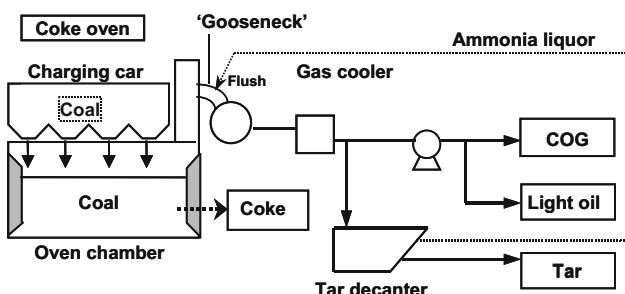 Coke oven
'Gooseneck'
Ammonia liquor
Charging car
Flush
Gas cooler
Coal
COG
Coal
Coke
Light oil
Oven chamber
Tar
Tar decanter